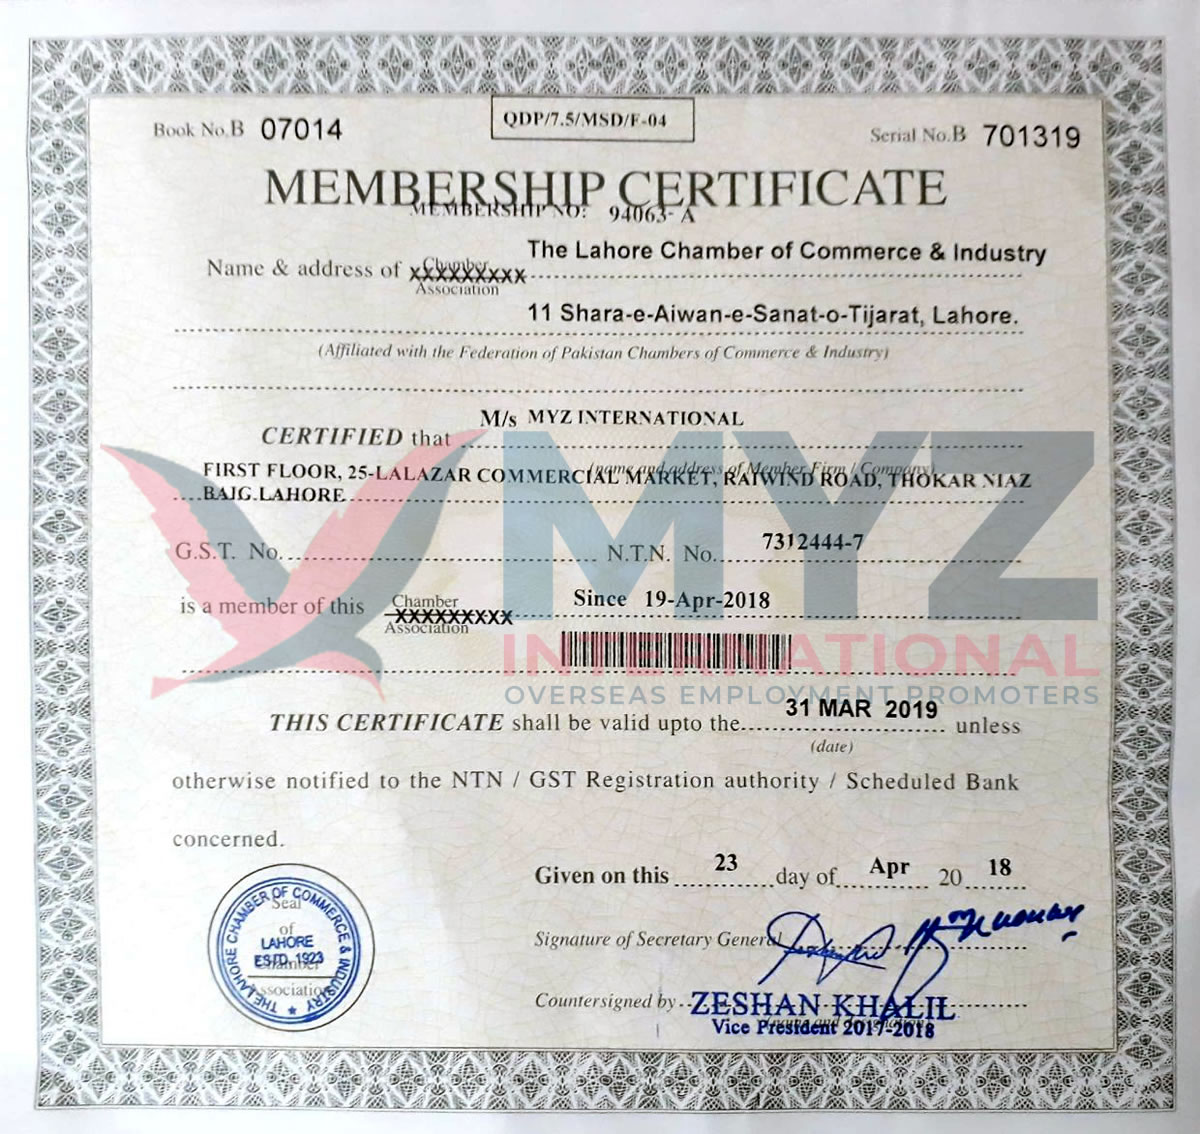 QDP/7.5/MSD/F-04
Book No.B 07014
Serial No.B 701319
MEMBERSHIP CERTIFICATE
MEMBERSHIP NO: 94063- A
The Lahore Chamber of Commerce & Industry
Name & address of Chamber
xxxxxxxxx
Association
11 Shara-e-Aiwan-e-Sanat-o-Tijarat, Lahore.
(Affiliated with the Federation of Pakistan Chambers of Commerce & Industry)
M/s MYZ INTERNATIONAL
CERTIFIED that
(name and address of Member Firm / Company)
FIRST FLOOR, 25-LALAZAR COMMERCIAL MARKET, RAIWIND ROAD, THOKAR NIAZ
BAIG.LAHORE
MYZ
G.S.T. No. N.T.N. No. 7312444-7
is a member of this Chamber Since 19-Apr-2018
XXXXXXXXX
Association
INTERNATIONAL
OVERSEAS EMPLOYMENT PROMOTERS
THIS CERTIFICATE shall be valid upto the 31 MAR 2019 unless
(date)
otherwise notified to the NTN / GST Registration authority / Scheduled Bank
concerned.
Given on this 23 day of Apr 20 18
THE LAHORE CHAMBER OF COMMERCE & INDUSTRY
Seal
of
LAHORE
ESTD. 1923
Chamber
Association
Signature of Secretary General
Countersigned by ZESHAN KHALIL
Vice President 2017-2018